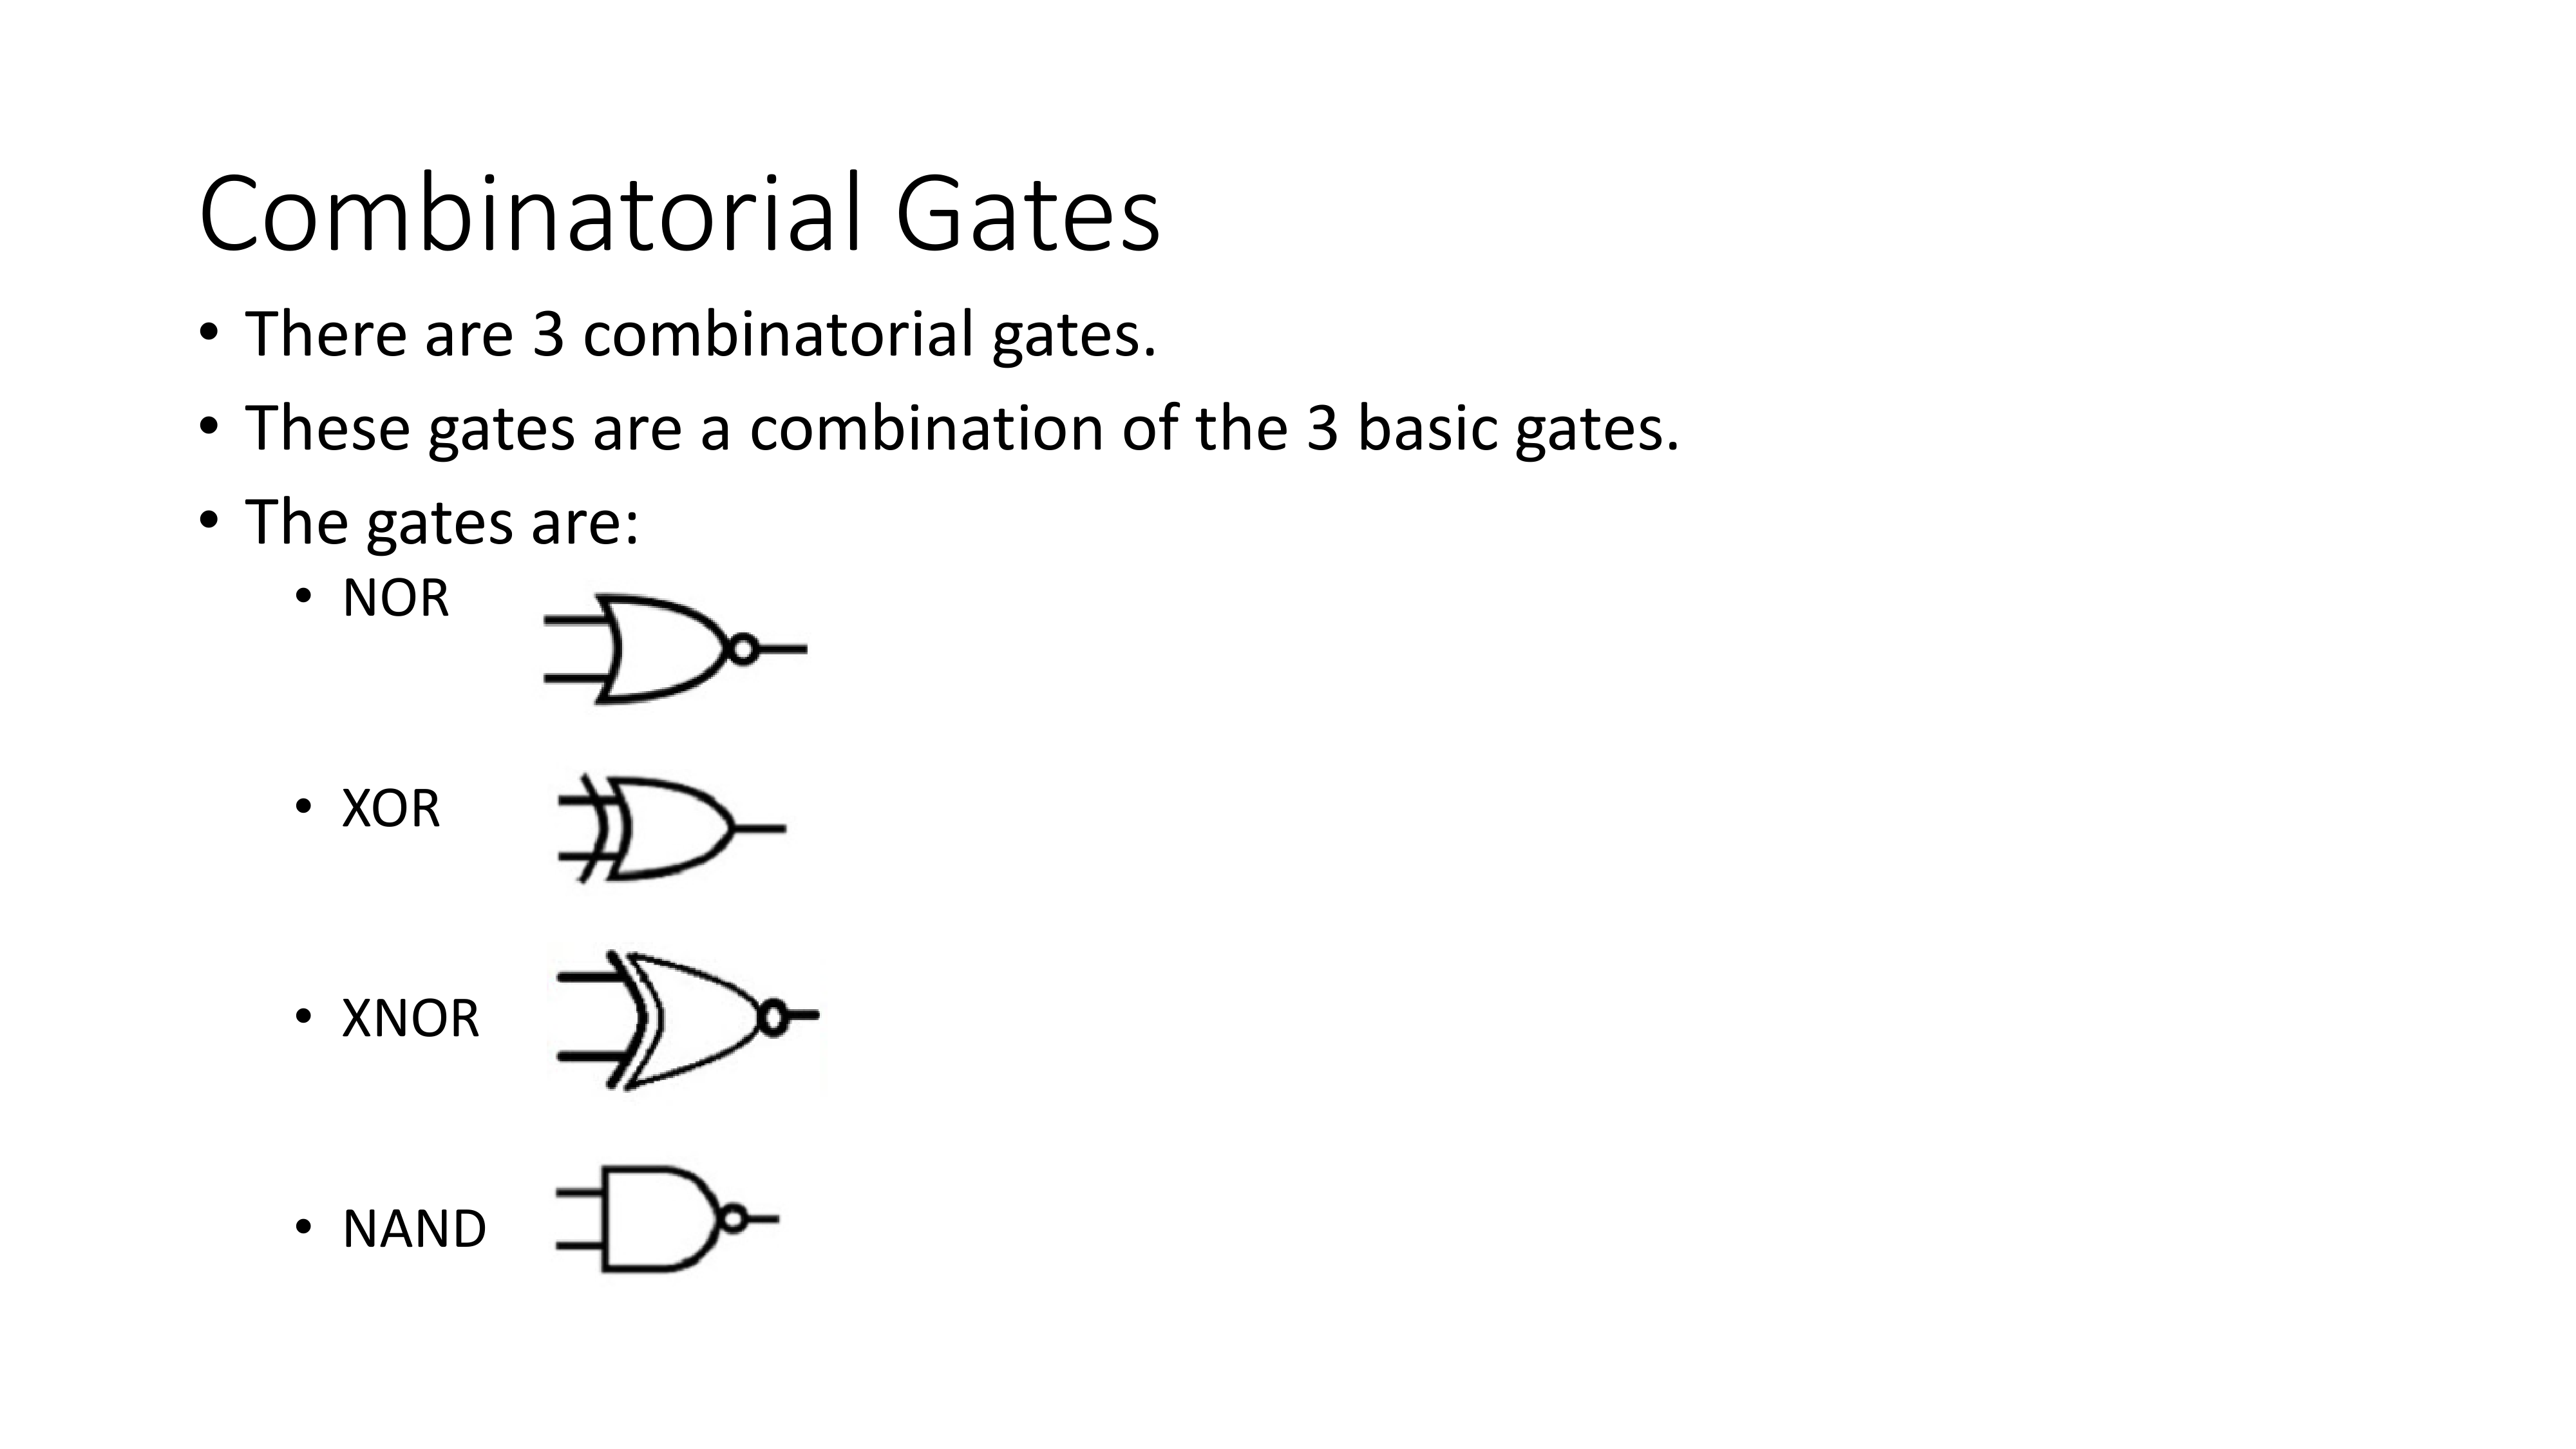 Combinatorial Gates
• There are 3 combinatorial gates.
• These gates are a combination of the 3 basic gates.
• The gates are:
• NOR
• XOR
• XNOR
• NAND